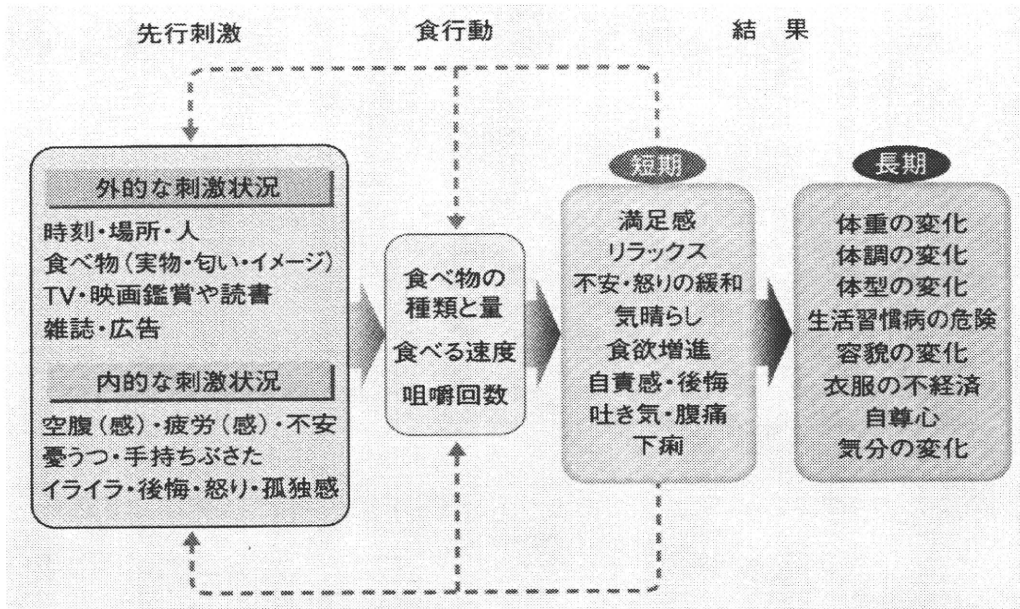 先行刺激
食行動
結 果
外的な刺激状況
時刻・場所・人
食べ物（実物・匂い・イメージ）
TV・映画鑑賞や読書
雑誌・広告
内的な刺激状況
空腹（感）・疲労（感）・不安
憂うつ・手持ちぶさた
イライラ・後悔・怒り・孤独感
食べ物の
種類と量
食べる速度
咀嚼回数
短期
満足感
リラックス
不安・怒りの緩和
気晴らし
食欲増進
自責感・後悔
吐き気・腹痛
下痢
長期
体重の変化
体調の変化
体型の変化
生活習慣病の危険
容貌の変化
衣服の不経済
自尊心
気分の変化